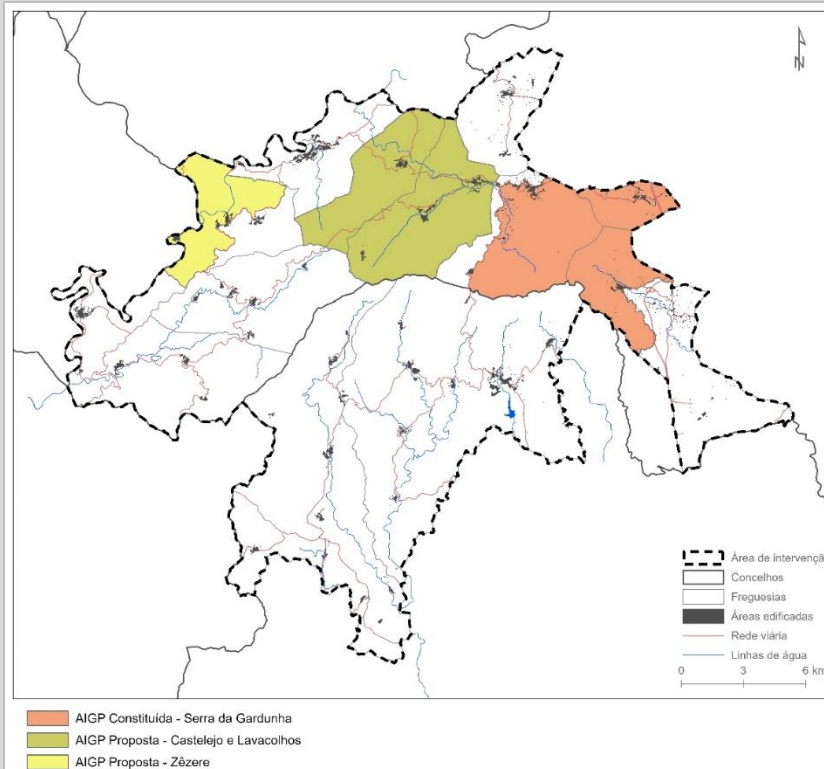 N
Área de intervençã
Concelhos
Freguesias
Áreas edificadas
Rede viária
Linhas de água
0 3 6 km
AIGP Constituída - Serra da Gardunha
AIGP Proposta - Castelejo e Lavacolhos
AIGP Proposta - Zêzere